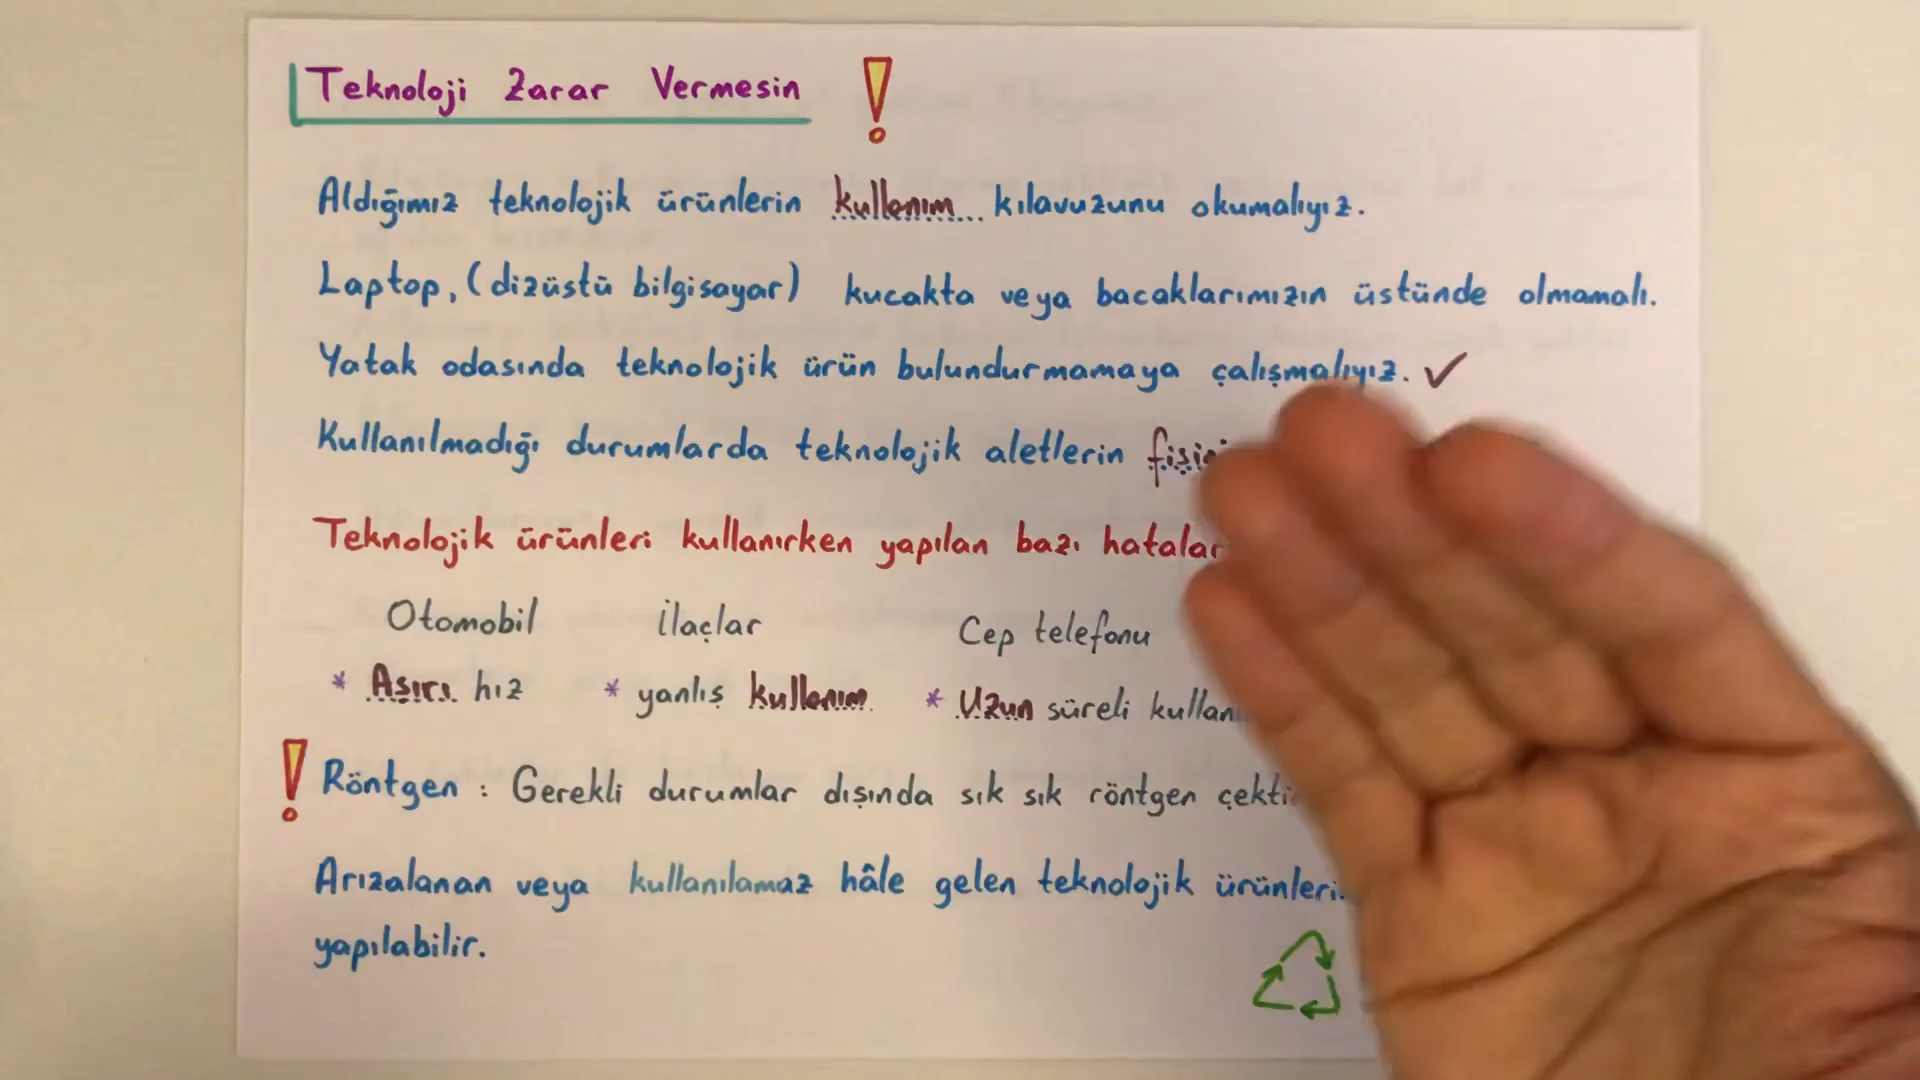 Teknoloji Zarar Vermesin !
Aldığımız teknolojik ürünlerin kullanım kılavuzunu okumalıyız.
Laptop, (dizüstü bilgisayar) kucakta veya bacaklarımızın üstünde olmamalı.
Yatak odasında teknolojik ürün bulundurmamaya çalışmalıyız. ✓
Kullanılmadığı durumlarda teknolojik aletlerin
Teknolojik ürünleri kullanırken yapılan bazı hatalar
Otomobil İlaçlar Cep telefonu
* Aşırı hız * yanlış kullanım * Uzun süreli
! Röntgen : Gerekli durumlar dışında sık sık röntgen
Arızalanan veya kullanılamaz hâle gelen teknolojik
yapılabilir.